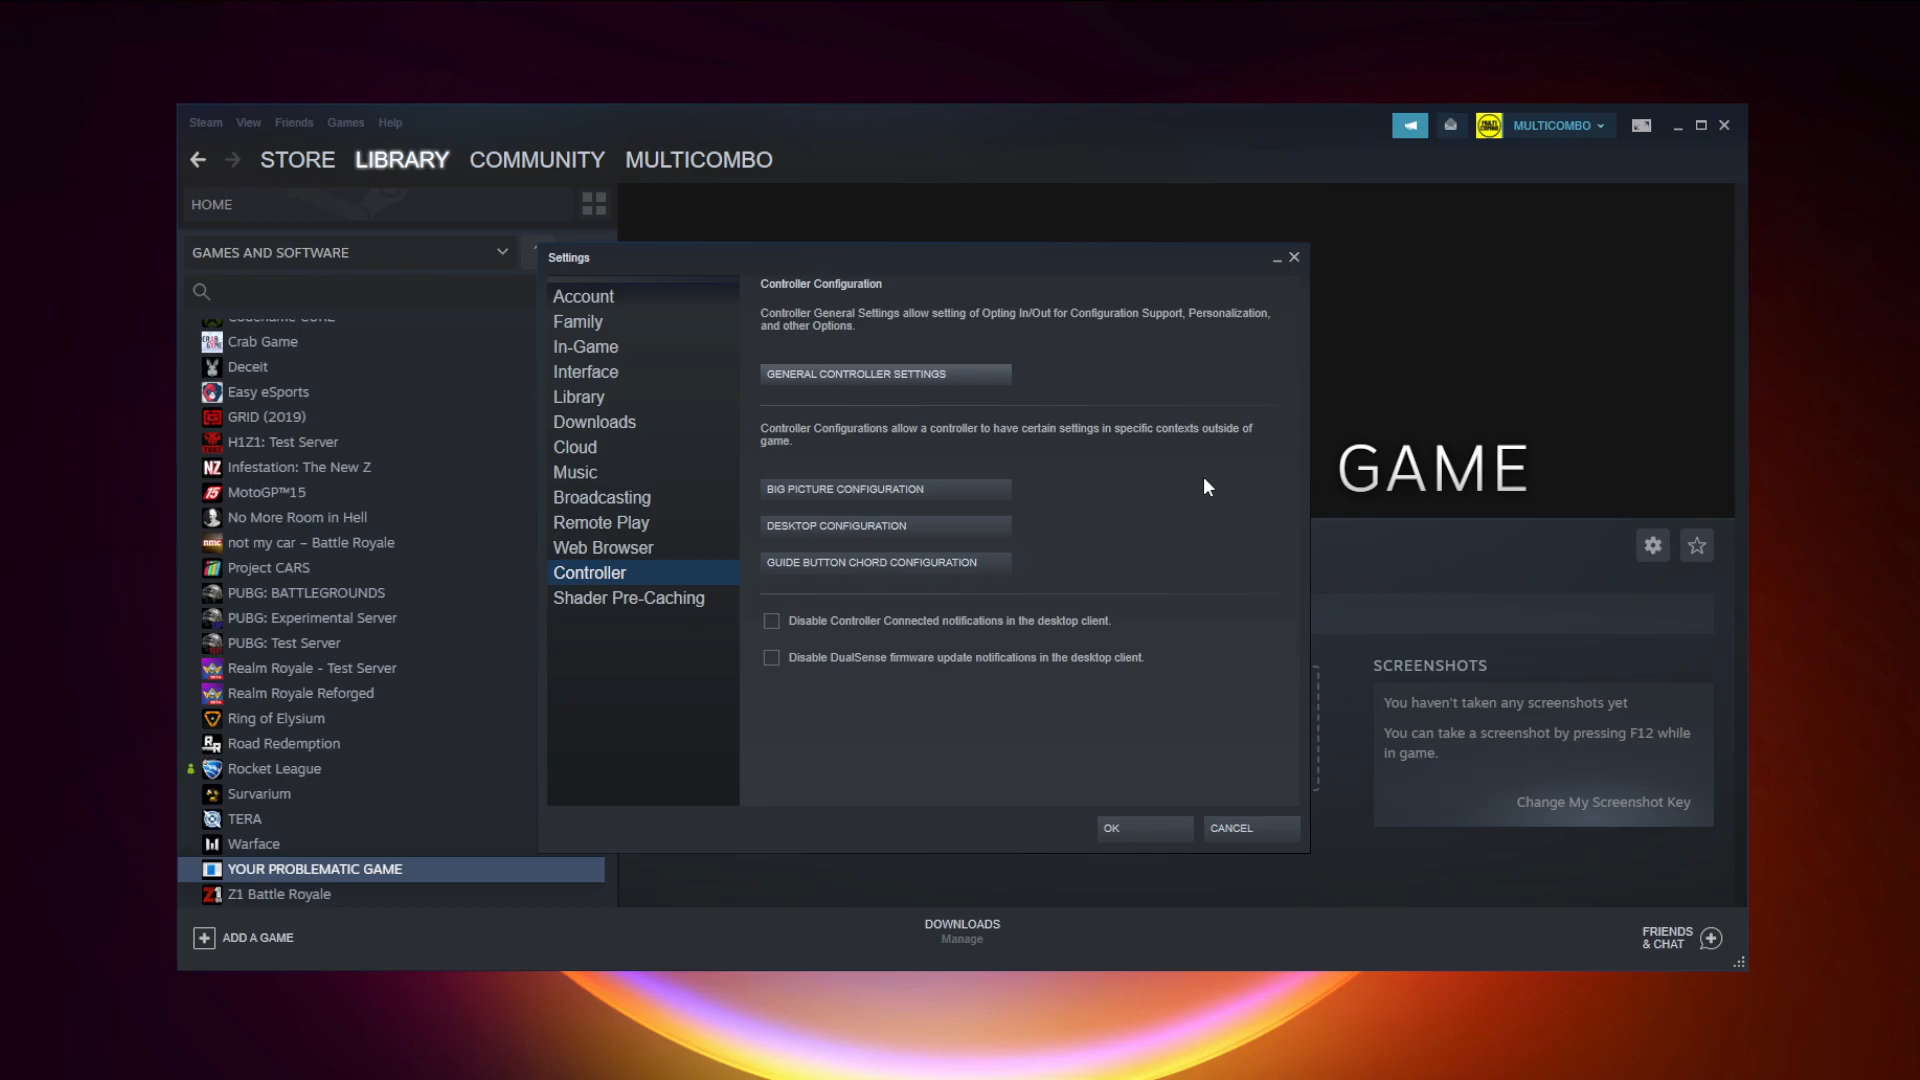 Steam View Friends Games Help
MULTICOMBO
STORE LIBRARY COMMUNITY MULTICOMBO
HOME
GAMES AND SOFTWARE
Crab Game
Deceit
Easy eSports
GRID (2019)
H1Z1: Test Server
Infestation: The New Z
MotoGP™15
No More Room in Hell
not my car – Battle Royale
Project CARS
PUBG: BATTLEGROUNDS
PUBG: Experimental Server
PUBG: Test Server
Realm Royale - Test Server
Realm Royale Reforged
Ring of Elysium
Road Redemption
Rocket League
Survarium
TERA
Warface
YOUR PROBLEMATIC GAME
Z1 Battle Royale
Settings
Account
Family
In-Game
Interface
Library
Downloads
Cloud
Music
Broadcasting
Remote Play
Web Browser
Controller
Shader Pre-Caching
Controller Configuration
Controller General Settings allow setting of Opting In/Out for Configuration Support, Personalization,
and other Options.
GENERAL CONTROLLER SETTINGS
Controller Configurations allow a controller to have certain settings in specific contexts outside of
game.
BIG PICTURE CONFIGURATION
DESKTOP CONFIGURATION
GUIDE BUTTON CHORD CONFIGURATION
Disable Controller Connected notifications in the desktop client.
Disable DualSense firmware update notifications in the desktop client.
OK CANCEL
GAME
SCREENSHOTS
You haven't taken any screenshots yet
You can take a screenshot by pressing F12 while
in game.
Change My Screenshot Key
ADD A GAME
DOWNLOADS
Manage
FRIENDS
& CHAT